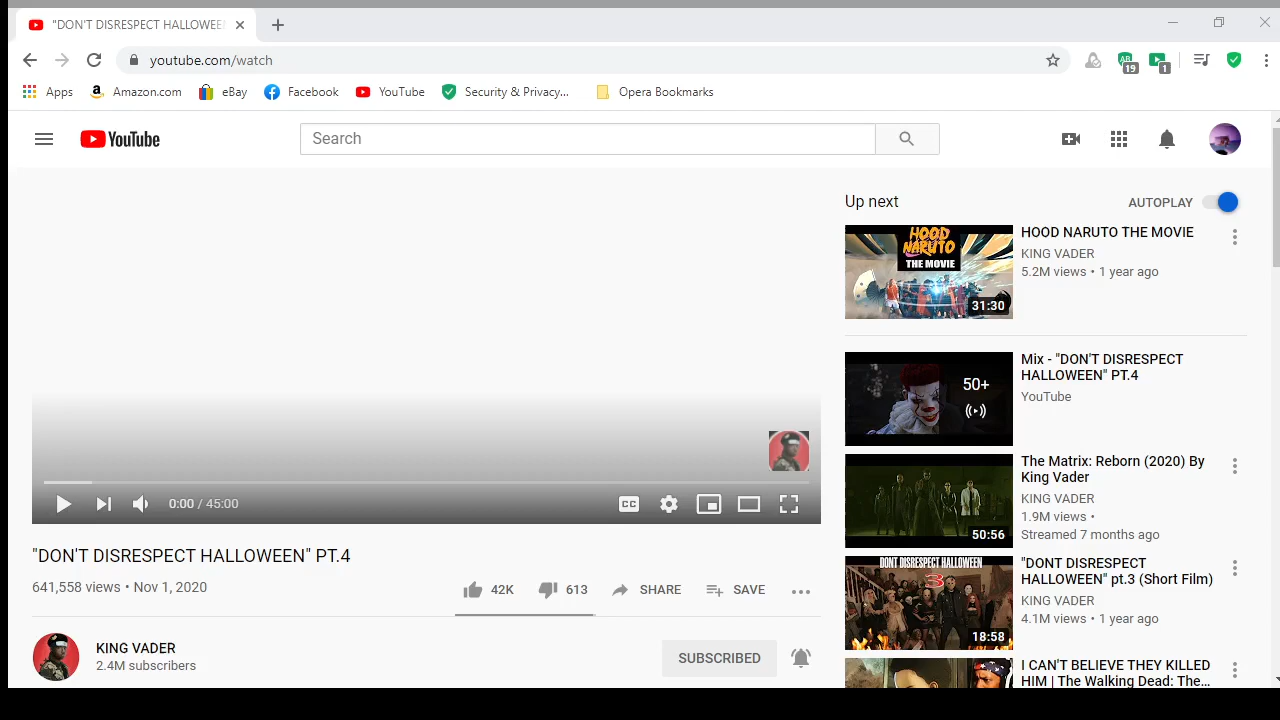 "DON'T DISRESPECT HALLOWEEN
youtube.com/watch
19
1
Apps
Amazon.com
eBay
Facebook
YouTube
Security & Privacy...
Opera Bookmarks
YouTube
Search
Up next
AUTOPLAY
HOOD
NARUTO
THE MOVIE
31:30
HOOD NARUTO THE MOVIE
KING VADER
5.2M views • 1 year ago
50+
Mix - "DON'T DISRESPECT
HALLOWEEN" PT.4
YouTube
50:56
The Matrix: Reborn (2020) By
King Vader
KING VADER
1.9M views •
Streamed 7 months ago
DONT DISRESPECT HALLOWEEN
3
18:58
"DONT DISRESPECT
HALLOWEEN" pt.3 (Short Film)
KING VADER
4.1M views • 1 year ago
I CAN'T BELIEVE THEY KILLED
HIM | The Walking Dead: The...
0:00 / 45:00
CC
"DON'T DISRESPECT HALLOWEEN" PT.4
641,558 views • Nov 1, 2020
42K
613
SHARE
SAVE
KING VADER
2.4M subscribers
SUBSCRIBED